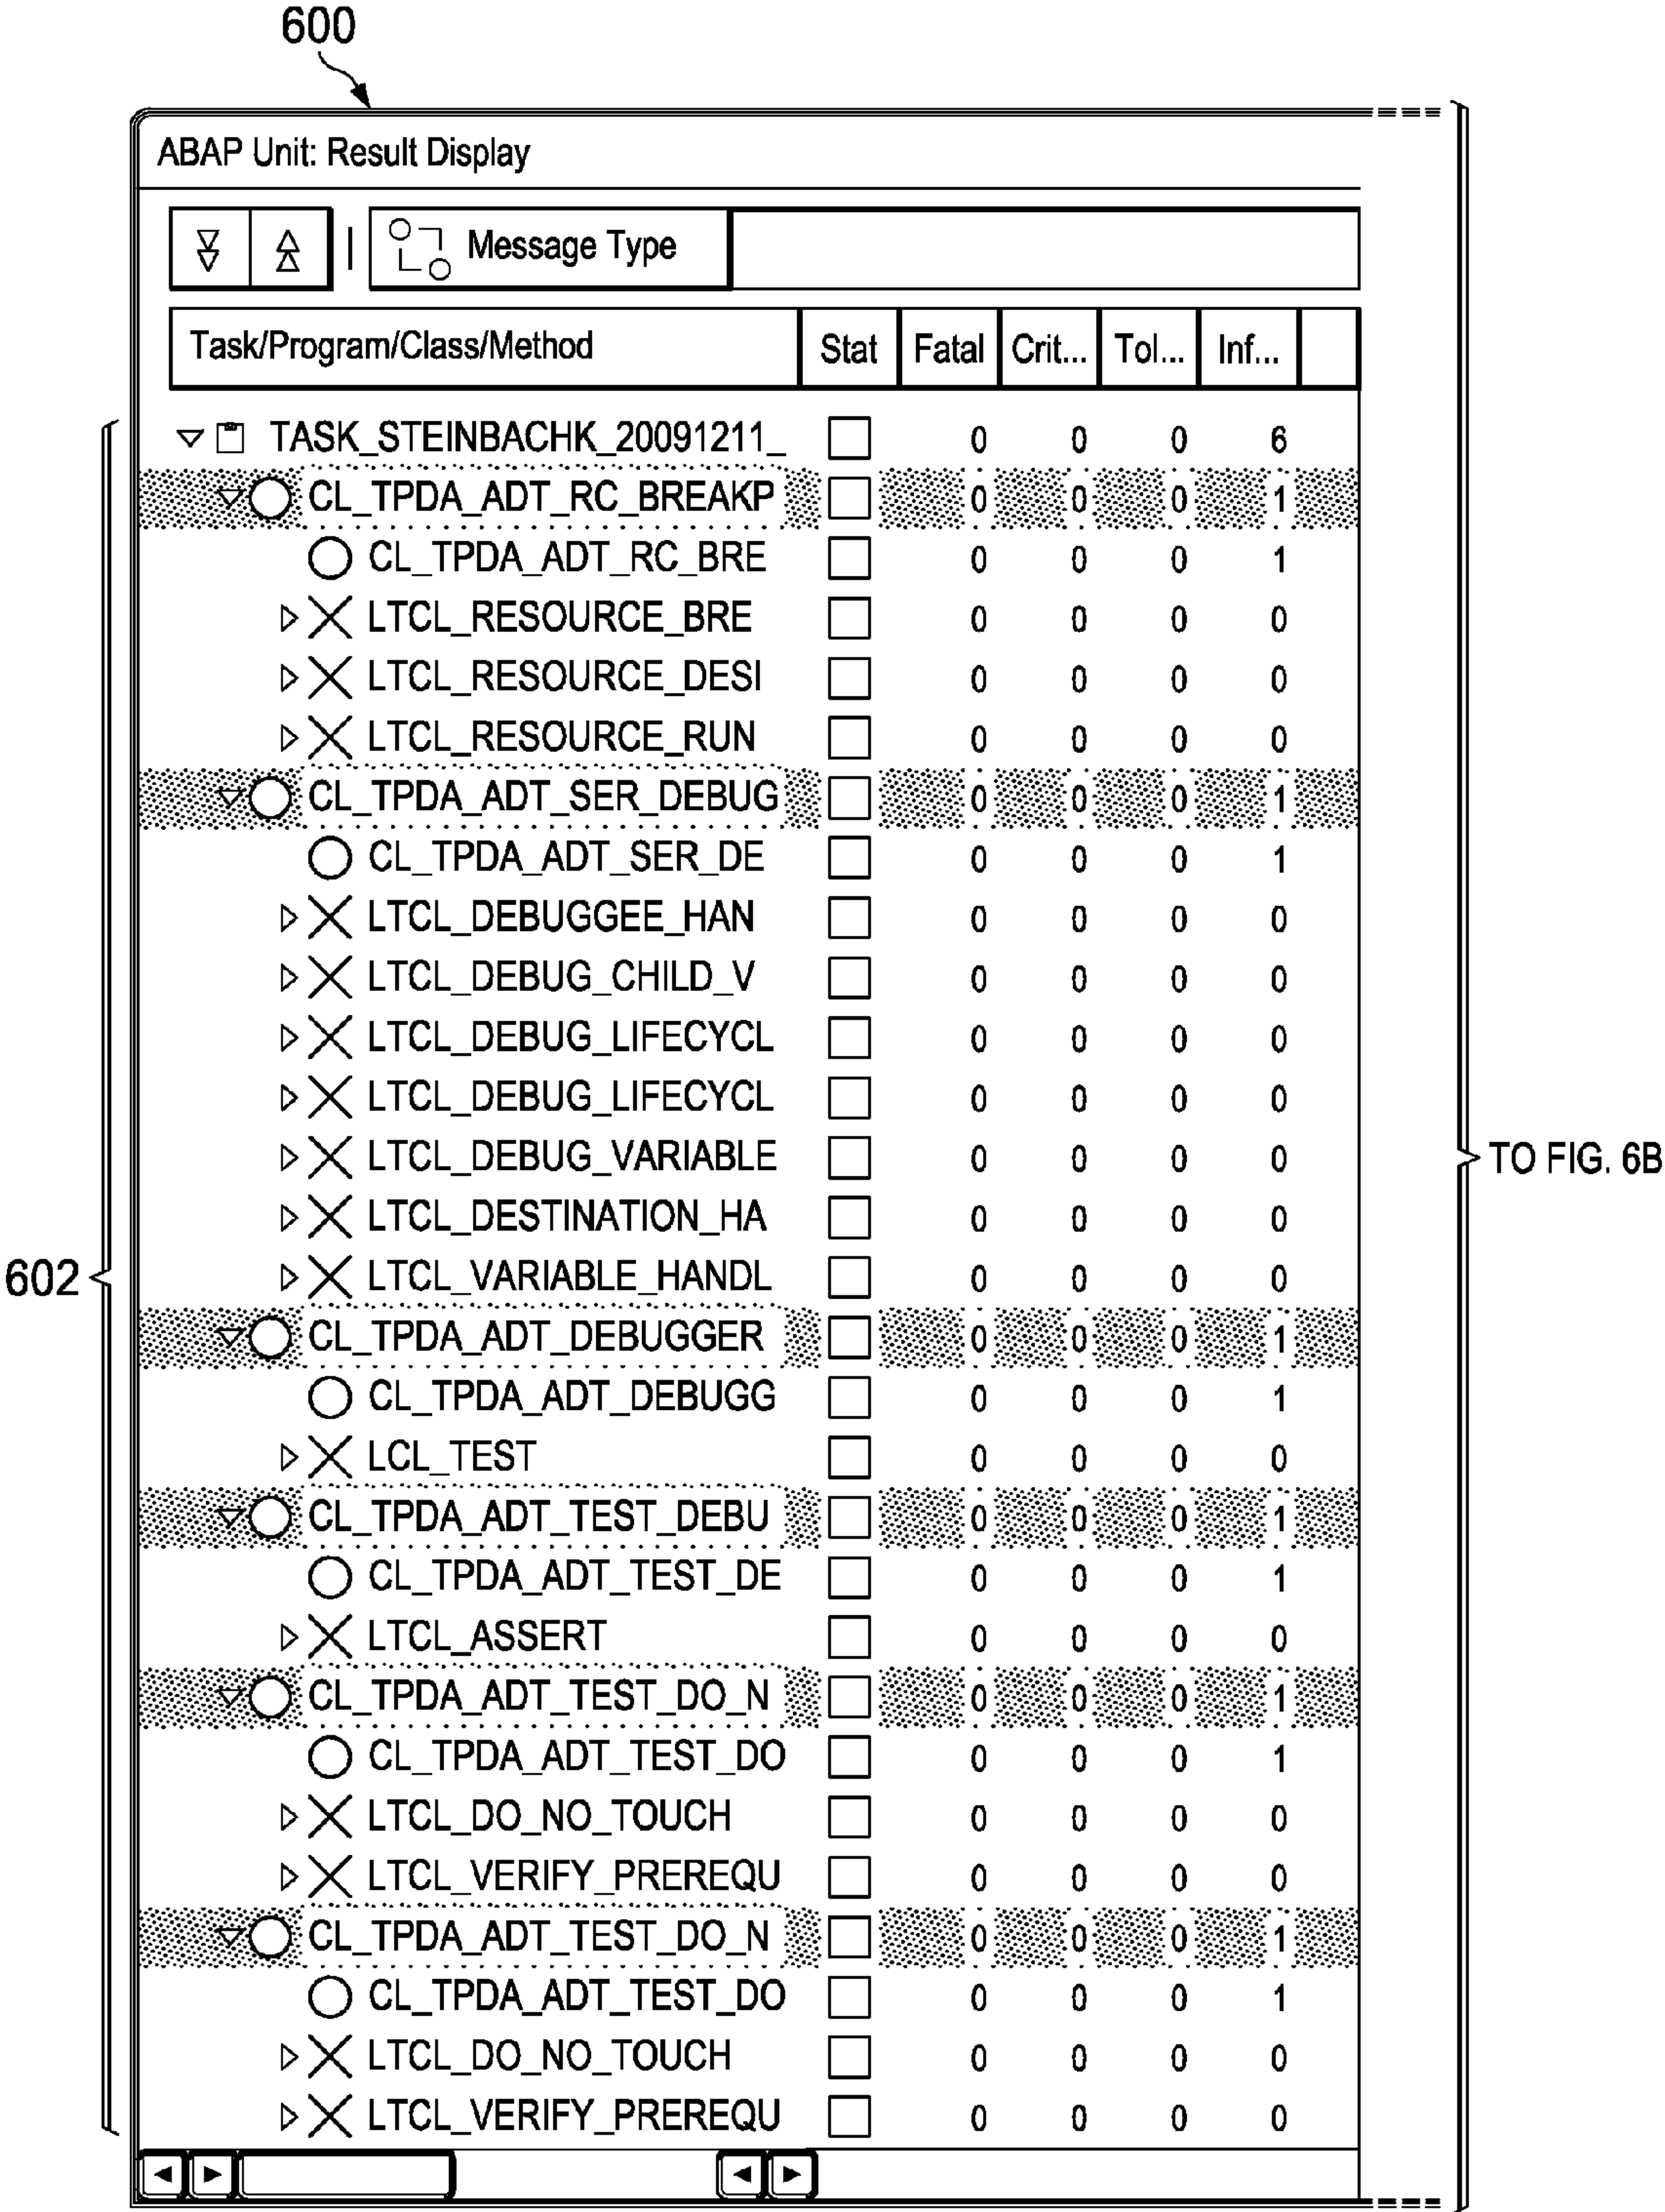 600
ABAP Unit: Result Display
Message Type
Task/Program/Class/Method Stat Fatal Crit... Tol... Inf...
TASK_STEINBACHK_20091211_ 0 0 0 6
CL_TPDA_ADT_RC_BREAKP 0 0 0 1
CL_TPDA_ADT_RC_BRE 0 0 0 1
LTCL_RESOURCE_BRE 0 0 0 0
LTCL_RESOURCE_DESI 0 0 0 0
LTCL_RESOURCE_RUN 0 0 0 0
CL_TPDA_ADT_SER_DEBUG 0 0 0 1
CL_TPDA_ADT_SER_DE 0 0 0 1
LTCL_DEBUGGEE_HAN 0 0 0 0
LTCL_DEBUG_CHILD_V 0 0 0 0
LTCL_DEBUG_LIFECYCL 0 0 0 0
LTCL_DEBUG_LIFECYCL 0 0 0 0
LTCL_DEBUG_VARIABLE 0 0 0 0
TO FIG. 6B
LTCL_DESTINATION_HA 0 0 0 0
602
LTCL_VARIABLE_HANDL 0 0 0 0
CL_TPDA_ADT_DEBUGGER 0 0 0 1
CL_TPDA_ADT_DEBUGG 0 0 0 1
LCL_TEST 0 0 0 0
CL_TPDA_ADT_TEST_DEBU 0 0 0 1
CL_TPDA_ADT_TEST_DE 0 0 0 1
LTCL_ASSERT 0 0 0 0
CL_TPDA_ADT_TEST_DO_N 0 0 0 1
CL_TPDA_ADT_TEST_DO 0 0 0 1
LTCL_DO_NO_TOUCH 0 0 0 0
LTCL_VERIFY_PREREQU 0 0 0 0
CL_TPDA_ADT_TEST_DO_N 0 0 0 1
CL_TPDA_ADT_TEST_DO 0 0 0 1
LTCL_DO_NO_TOUCH 0 0 0 0
LTCL_VERIFY_PREREQU 0 0 0 0